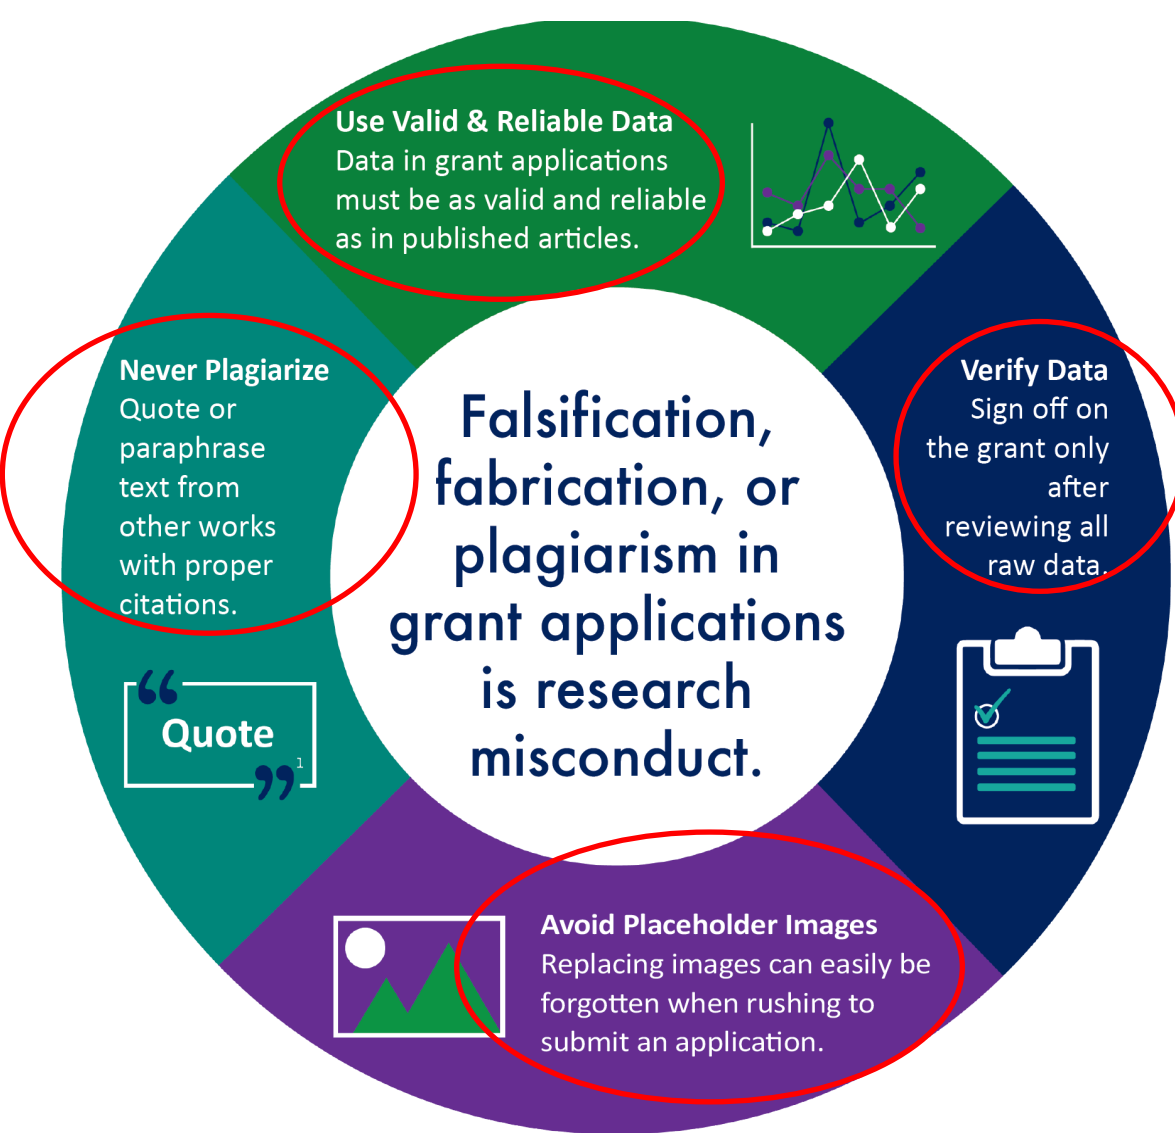 Use Valid & Reliable Data
Data in grant applications
must be as valid and reliable
as in published articles.
Never Plagiarize
Quote or
paraphrase
text from
other works
with proper
citations.
“
Quote
” 1
Falsification,
fabrication, or
plagiarism in
grant applications
is research
misconduct.
Verify Data
Sign off on
the grant only
after
reviewing all
raw data.
Avoid Placeholder Images
Replacing images can easily be
forgotten when rushing to
submit an application.